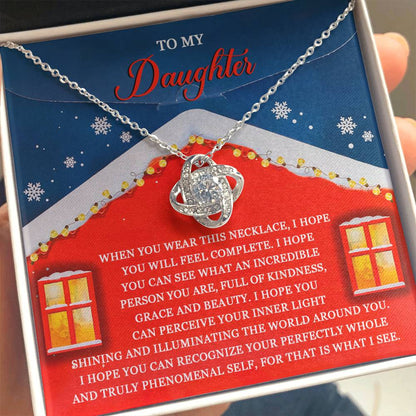 TO MY
Daughter
WHEN YOU WEAR THIS NECKLACE, I HOPE
YOU WILL FEEL COMPLETE. I HOPE
YOU CAN SEE WHAT AN INCREDIBLE
PERSON YOU ARE, FULL OF KINDNESS,
GRACE AND BEAUTY. I HOPE YOU
CAN PERCEIVE YOUR INNER LIGHT
SHINING AND ILLUMINATING THE WORLD AROUND YOU.
I HOPE YOU CAN RECOGNIZE YOUR PERFECTLY WHOLE
AND TRULY PHENOMENAL SELF, FOR THAT IS WHAT I SEE.